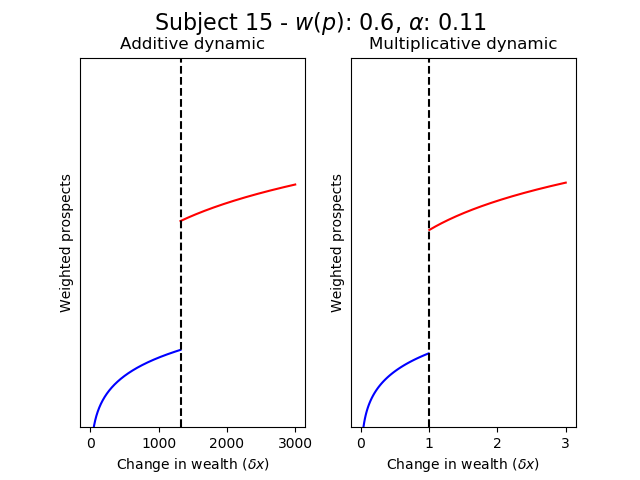 Subject 15 - w(p): 0.6, α: 0.11
Additive dynamic
Multiplicative dynamic
Weighted prospects
Weighted prospects
0 1000 2000 3000
0 1 2 3
Change in wealth (δx)
Change in wealth (δx)